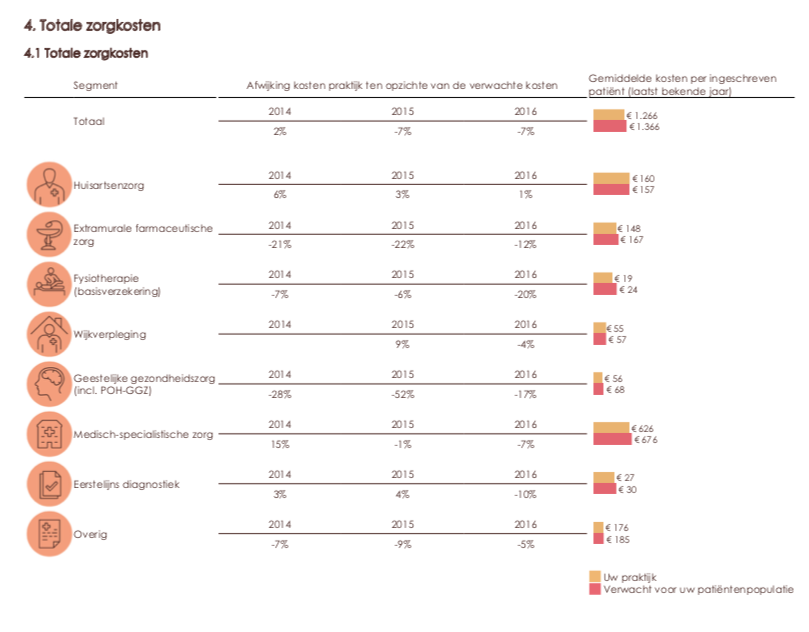 4. Totale zorgkosten
4.1 Totale zorgkosten
Segment
Afwijking kosten praktijk ten opzichte van de verwachte kosten
Gemiddelde kosten per ingeschreven
patiënt (laatst bekende jaar)
Totaal
2014 2015 2016
2% -7% -7%
€ 1.266
€ 1.366
Huisartsenzorg
2014 2015 2016
6% 3% 1%
€ 160
€ 157
Extramurale farmaceutische
zorg
2014 2015 2016
-21% -22% -12%
€ 148
€ 167
Fysiotherapie
(basisverzekering)
2014 2015 2016
-7% -6% -20%
€ 19
€ 24
Wijkverpleging
2014 2015 2016
9% -4%
€ 55
€ 57
Geestelijke gezondheidszorg
(incl. POH-GGZ)
2014 2015 2016
-28% -52% -17%
€ 56
€ 68
Medisch-specialistische zorg
2014 2015 2016
15% -1% -7%
€ 626
€ 676
Eerstelijns diagnostiek
2014 2015 2016
3% 4% -10%
€ 27
€ 30
Overig
2014 2015 2016
-7% -9% -5%
€ 176
€ 185
Uw praktijk
Verwacht voor uw patiëntenpopulatie